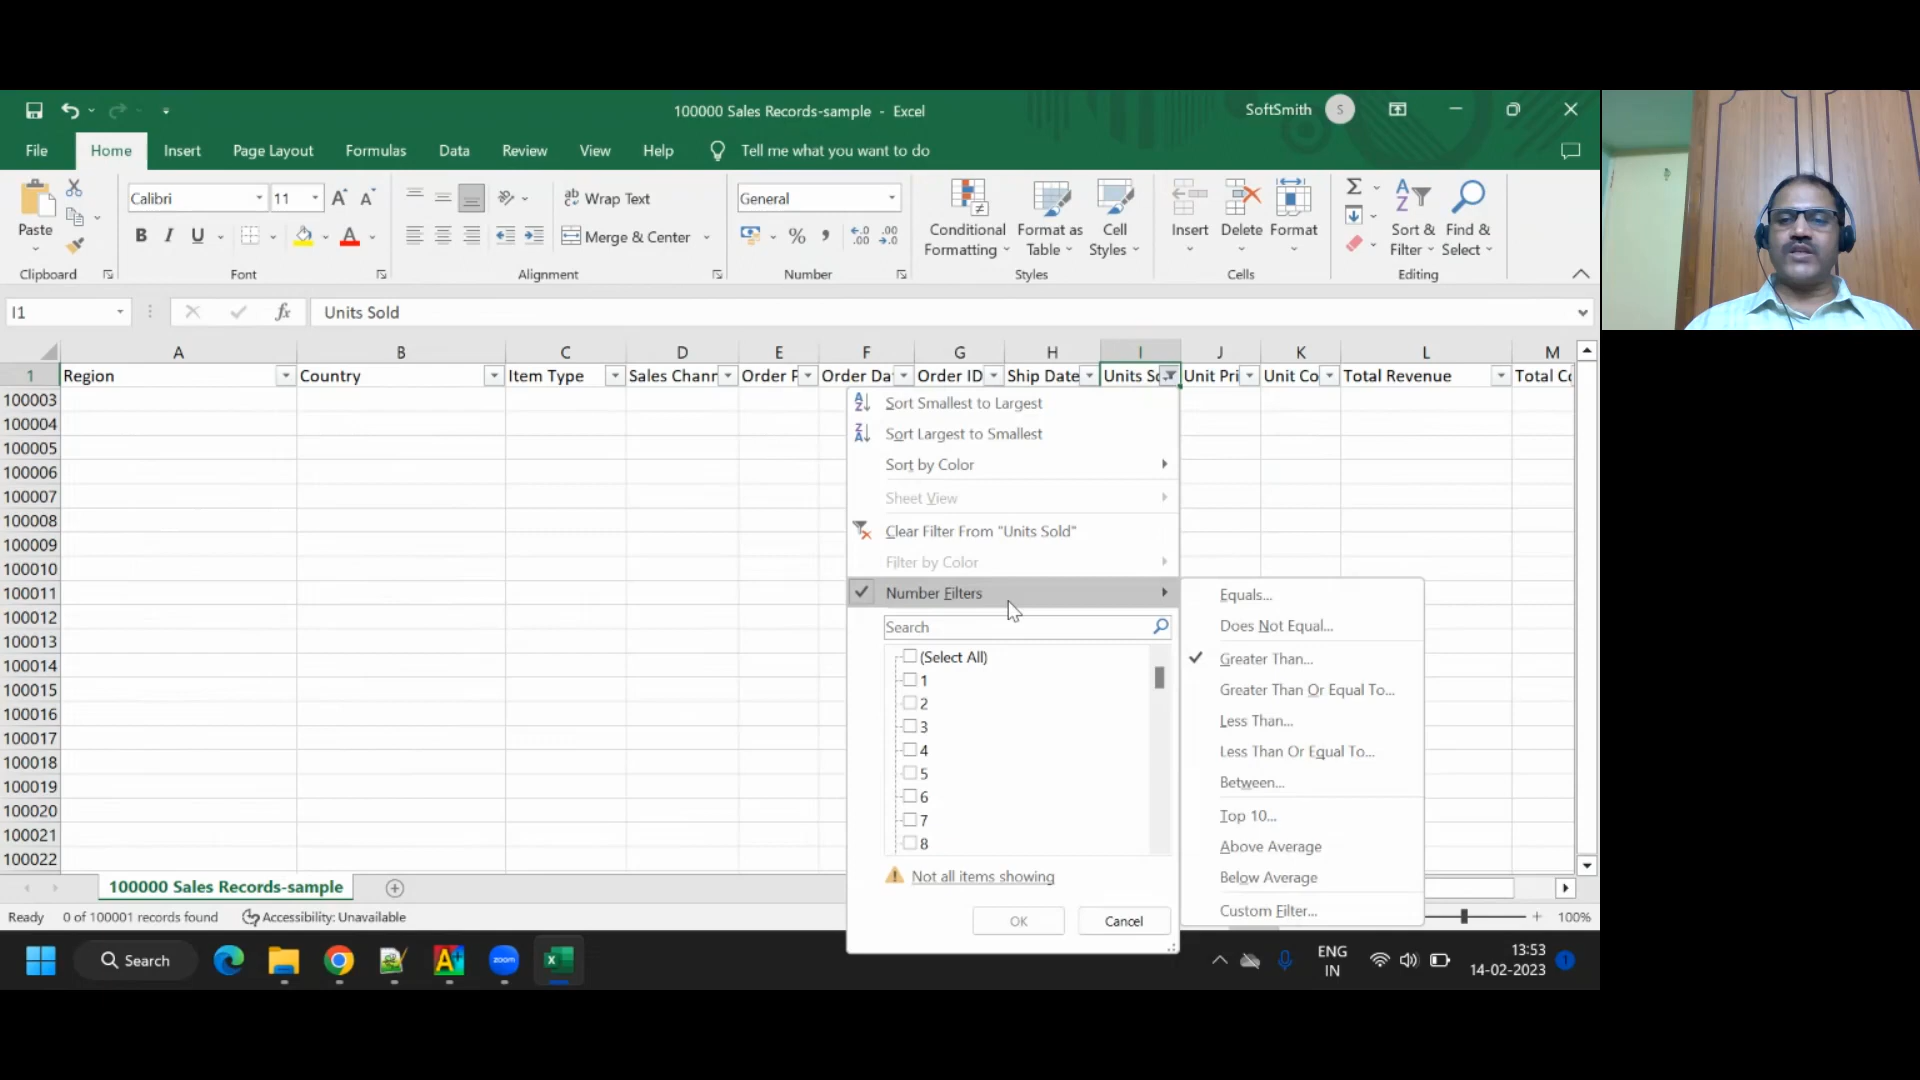 100000 Sales Records-sample - Excel
SoftSmith
S
File
Home
Insert
Page Layout
Formulas
Data
Review
View
Help
Tell me what you want to do
Paste
Clipboard
Calibri
11
B I U
Font
Wrap Text
Merge & Center
Alignment
General
Number
Conditional Formatting
Format as Table
Cell Styles
Styles
Insert
Delete
Format
Cells
Sort & Filter
Find & Select
Editing
I1
fx
Units Sold
A B C D E F G H I J K L M
1 Region Country Item Type Sales Chanr Order P Order Da Order ID Ship Date Units So Unit Pri Unit Co Total Revenue Total Co
100003
100004
100005
100006
100007
100008
100009
100010
100011
100012
100013
100014
100015
100016
100017
100018
100019
100020
100021
100022
Sort Smallest to Largest
Sort Largest to Smallest
Sort by Color
Sheet View
Clear Filter From "Units Sold"
Filter by Color
Number Filters
Search
(Select All)
1
2
3
4
5
6
7
8
Not all items showing
OK
Cancel
Equals...
Does Not Equal...
Greater Than...
Greater Than Or Equal To...
Less Than...
Less Than Or Equal To...
Between...
Top 10...
Above Average
Below Average
Custom Filter...
100000 Sales Records-sample
Ready
0 of 100001 records found
Accessibility: Unavailable
100%
Search
zoom
ENG
IN
13:53
14-02-2023
1